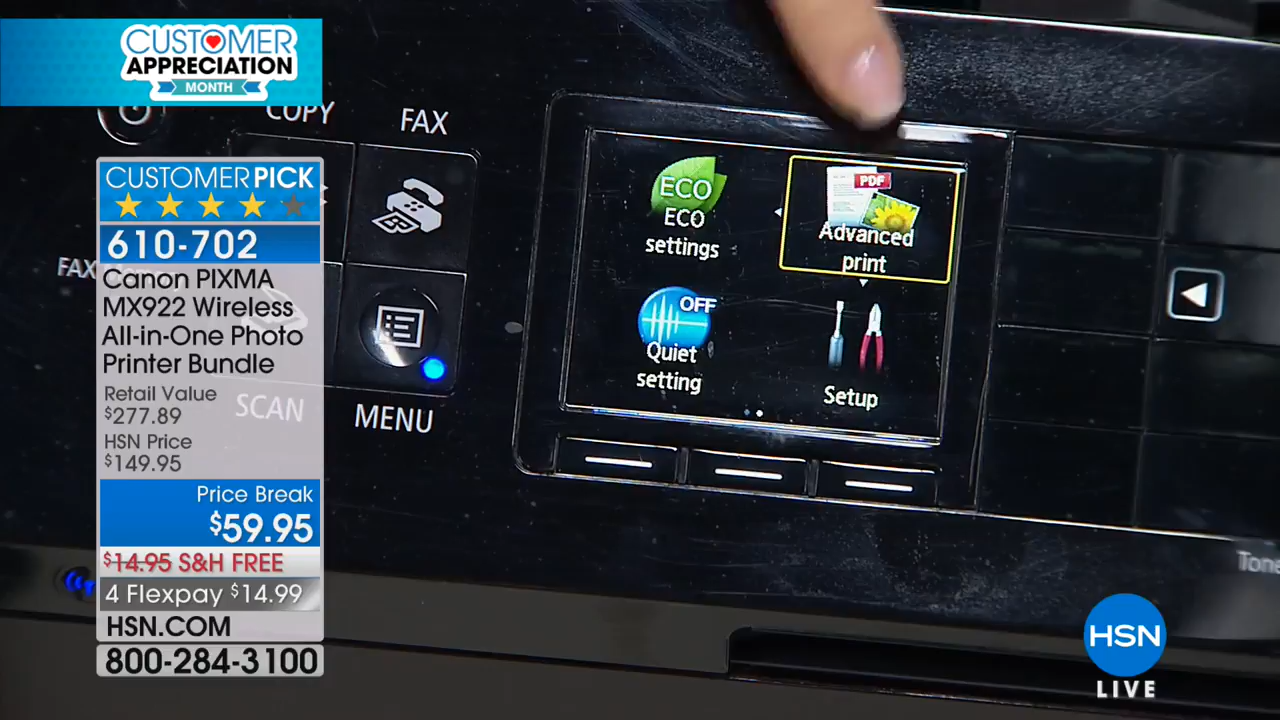 CUSTOMER
APPRECIATION
MONTH
CUSTOMER PICK
610-702
Canon PIXMA
MX922 Wireless
All-in-One Photo
Printer Bundle
Retail Value
$277.89
HSN Price
$149.95
Price Break
$59.95
$14.95 S&H FREE
4 Flexpay $14.99
HSN.COM
800-284-3100
COPY
FAX
FAX
SCAN
MENU
ECO
ECO
settings
PDF
Advanced
print
OFF
Quiet
setting
Setup
Tone
HSN
LIVE